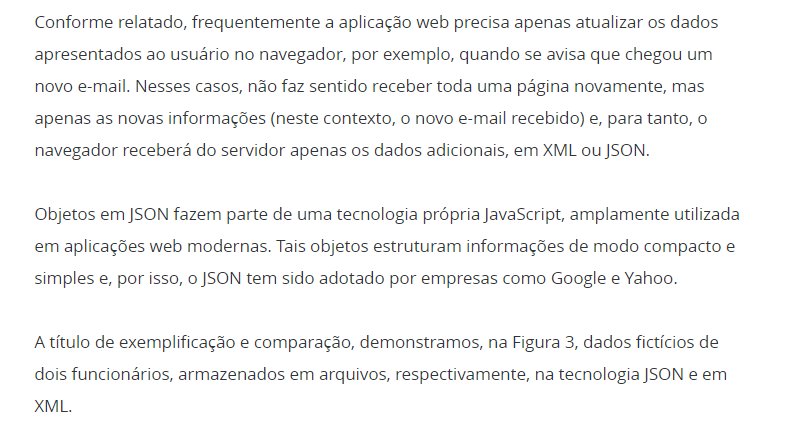 Conforme relatado, frequentemente a aplicação web precisa apenas atualizar os dados
apresentados ao usuário no navegador, por exemplo, quando se avisa que chegou um
novo e-mail. Nesses casos, não faz sentido receber toda uma página novamente, mas
apenas as novas informações (neste contexto, o novo e-mail recebido) e, para tanto, o
navegador receberá do servidor apenas os dados adicionais, em XML ou JSON.
Objetos em JSON fazem parte de uma tecnologia própria JavaScript, amplamente utilizada
em aplicações web modernas. Tais objetos estruturam informações de modo compacto e
simples e, por isso, o JSON tem sido adotado por empresas como Google e Yahoo.
A título de exemplificação e comparação, demonstramos, na Figura 3, dados fictícios de
dois funcionários, armazenados em arquivos, respectivamente, na tecnologia JSON e em
XML.